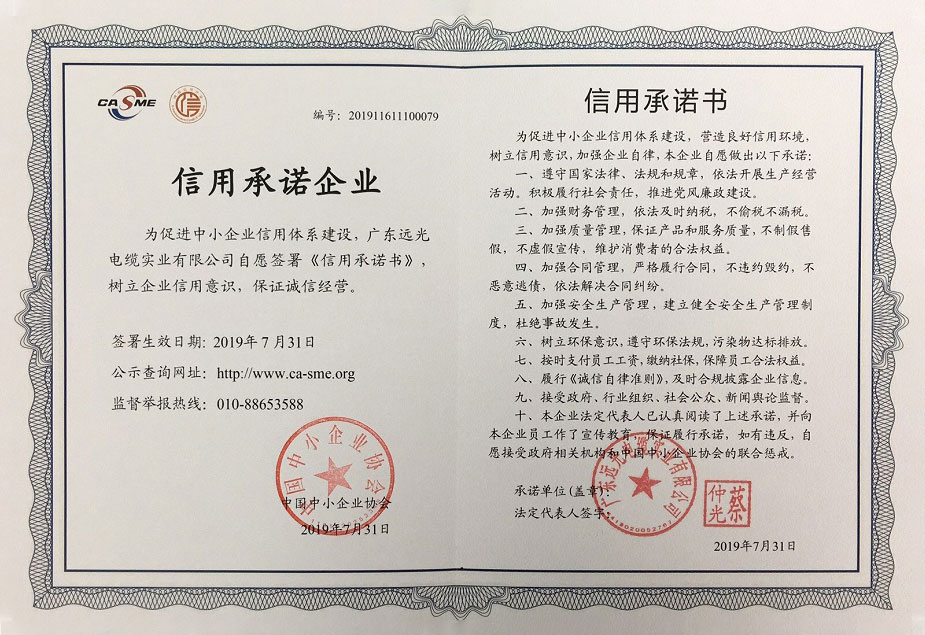 CASME
信
编号：201911611100079
信用承诺企业
为促进中小企业信用体系建设，广东远光
电缆实业有限公司自愿签署《信用承诺书》，
树立企业信用意识，保证诚信经营。
签署生效日期：2019年7月31日
公示查询网址：http://www.ca-sme.org
监督举报热线：010-88653588
中国中小企业协会
中国中小企业协会
2019年7月31日
信用承诺书
为促进中小企业信用体系建设，营造良好信用环境，
树立信用意识，加强企业自律，本企业自愿做出以下承诺：
一、遵守国家法律、法规和规章，依法开展生产经营
活动。积极履行社会责任，推进党风廉政建设。
二、加强财务管理，依法及时纳税，不偷税不漏税。
三、加强质量管理，保证产品和服务质量，不制假售
假，不虚假宣传，维护消费者的合法权益。
四、加强合同管理，严格履行合同，不违约毁约，不
恶意逃债，依法解决合同纠纷。
五、加强安全生产管理，建立健全安全生产管理制
度，杜绝事故发生。
六、树立环保意识，遵守环保法规，污染物达标排放。
七、按时支付员工工资，缴纳社保，保障员工合法权益。
八、履行《诚信自律准则》，及时合规披露企业信息。
九、接受政府、行业组织、社会公众、新闻舆论监督。
十、本企业法定代表人已认真阅读了上述承诺，并向
本企业员工作了宣传教育，保证履行承诺，如有违反，自
愿接受政府相关机构和中国中小企业协会的联合惩戒。
承诺单位（盖章）：
法定代表人签字：
广东远光电缆实业有限公司
蔡仲光
2019年7月31日